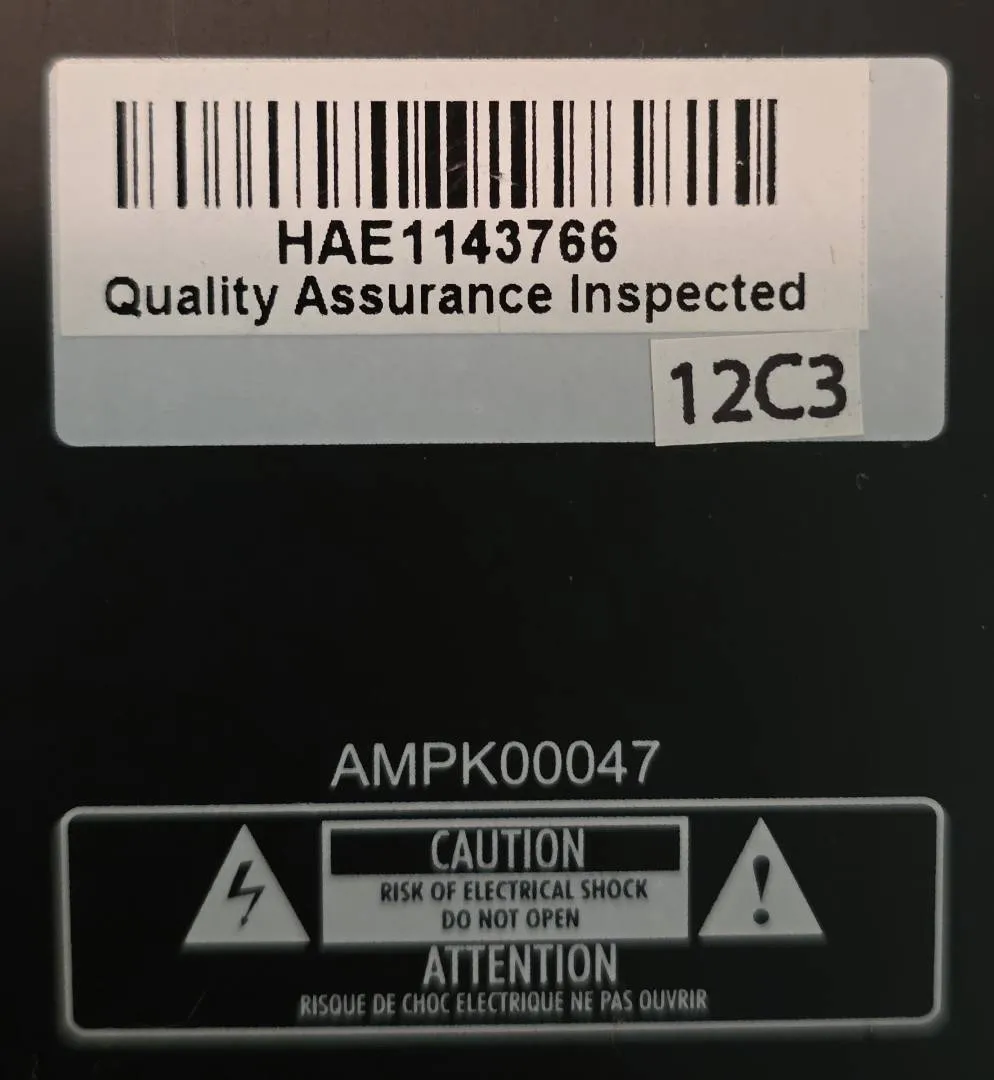 HAE1143766
Quality Assurance Inspected
12C3
AMPK00047
CAUTION
RISK OF ELECTRICAL SHOCK
DO NOT OPEN
ATTENTION
RISQUE DE CHOC ELECTRIQUE NE PAS OUVRIR